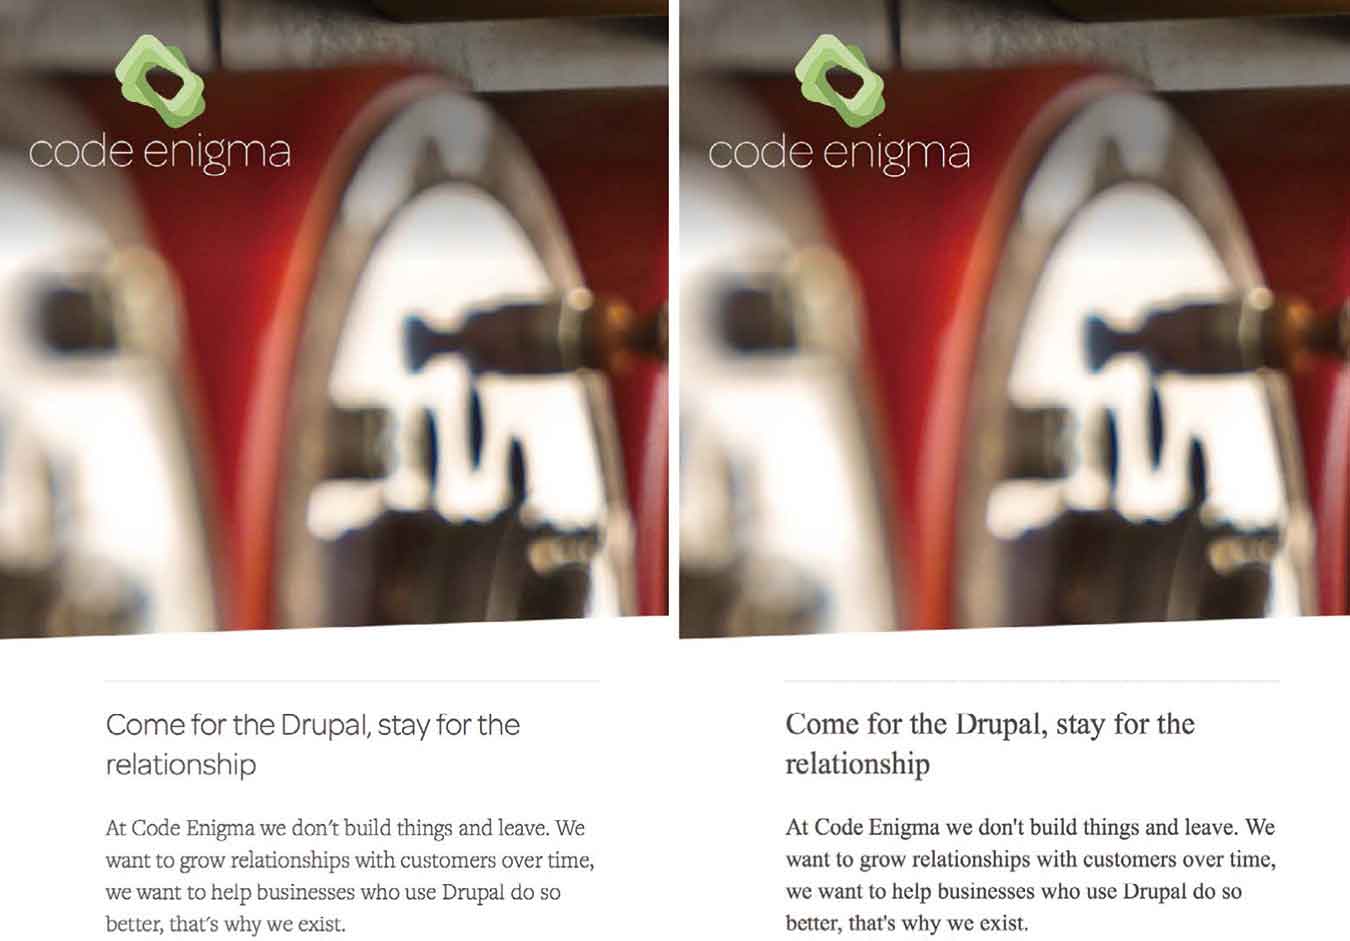 code enigma
Come for the Drupal, stay for the
relationship
At Code Enigma we don’t build things and leave. We
want to grow relationships with customers over time,
we want to help businesses who use Drupal do so
better, that’s why we exist.
code enigma
Come for the Drupal, stay for the
relationship
At Code Enigma we don't build things and leave. We
want to grow relationships with customers over time,
we want to help businesses who use Drupal do so
better, that's why we exist.